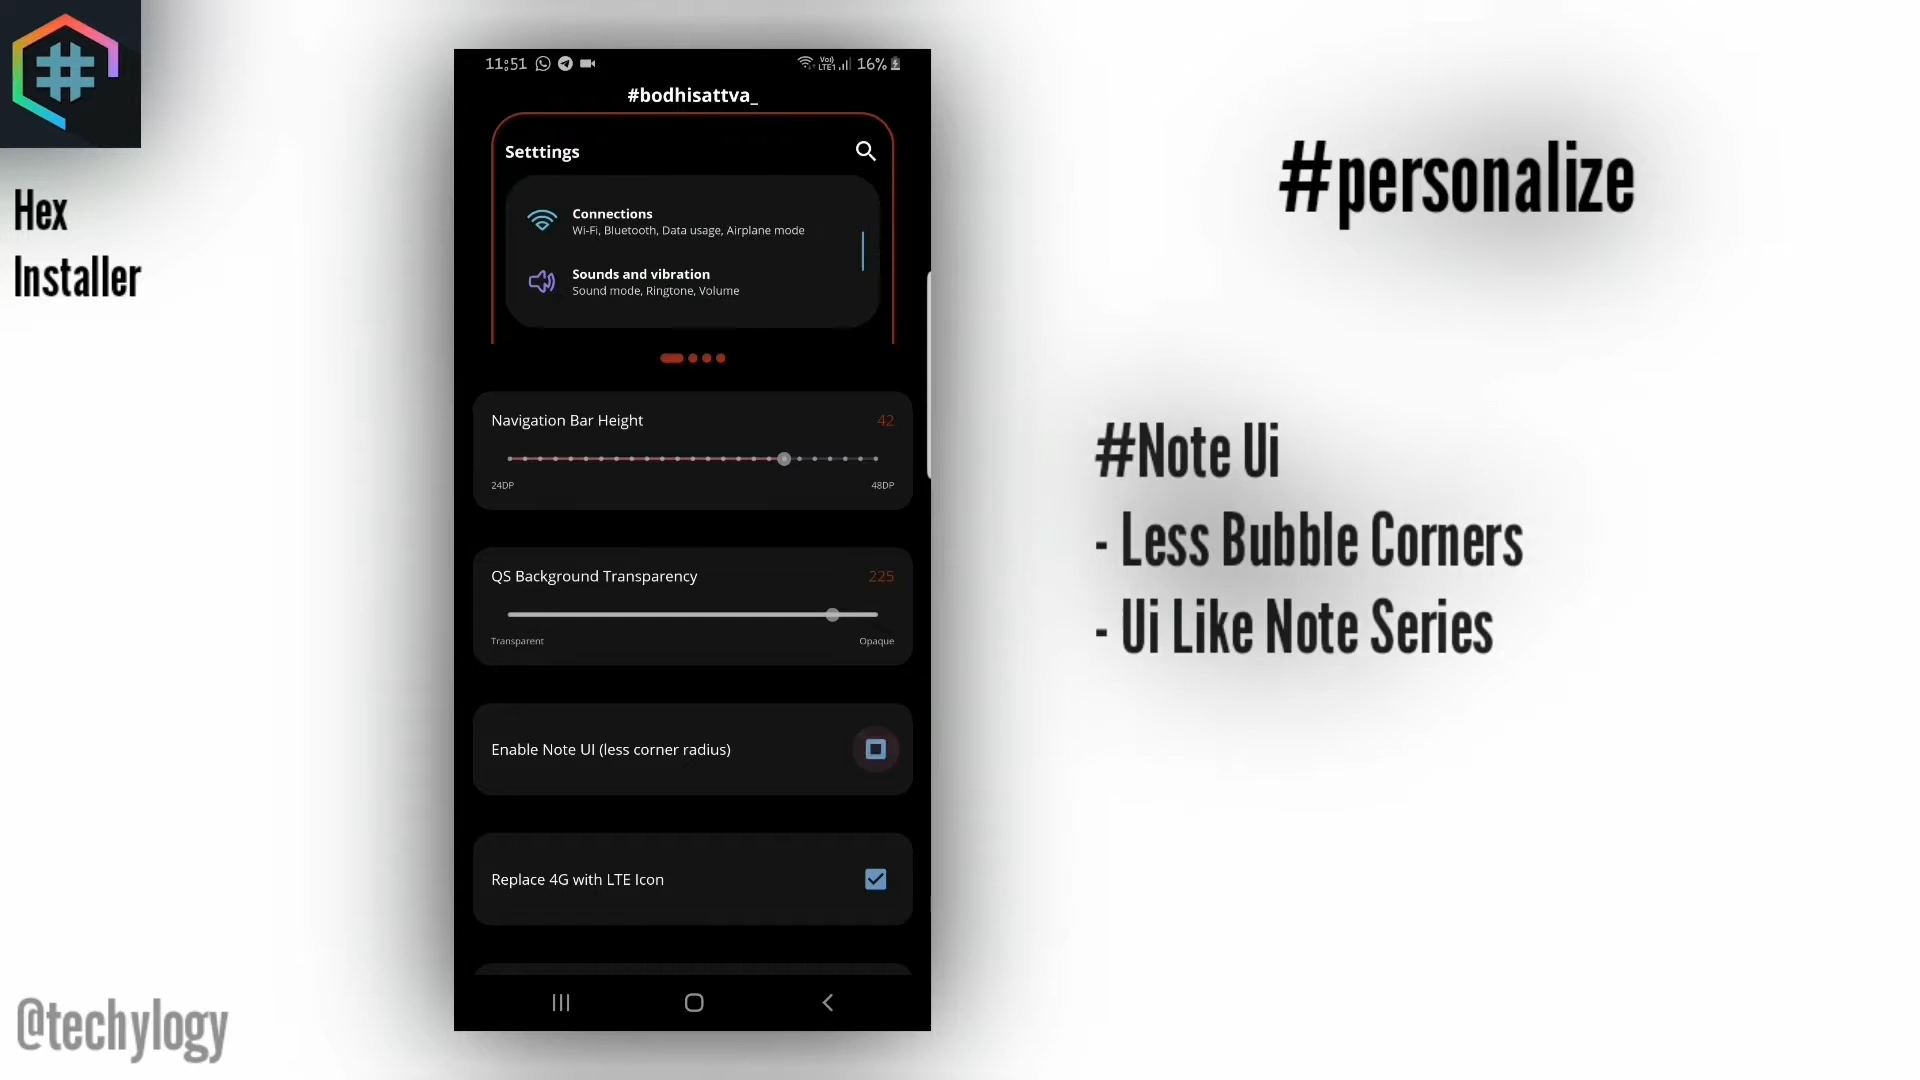 Hex
Installer
11:51
Vo)) LTE1 16%
#bodhisattva_
Setttings
Connections
Wi-Fi, Bluetooth, Data usage, Airplane mode
Sounds and vibration
Sound mode, Ringtone, Volume
Navigation Bar Height 42
24DP 48DP
QS Background Transparency 225
Transparent Opaque
Enable Note UI (less corner radius)
Replace 4G with LTE Icon
#personalize
#Note Ui
- Less Bubble Corners
- Ui Like Note Series
@techylogy